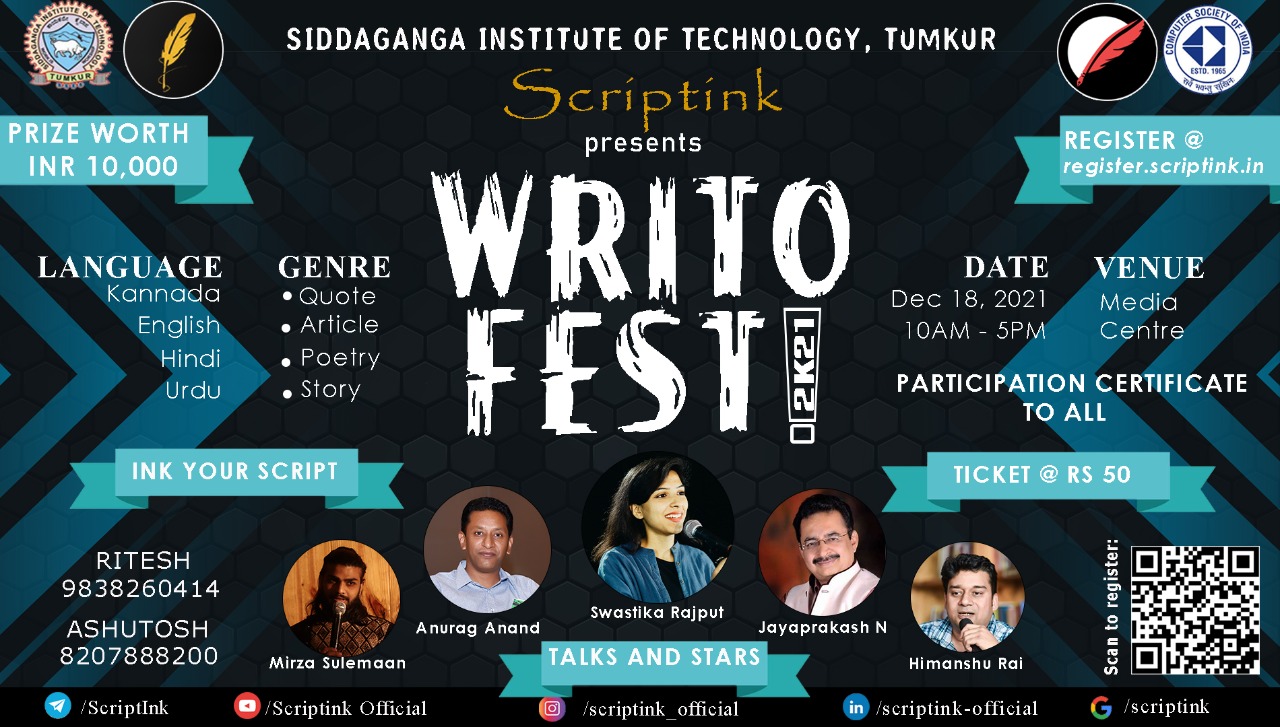 SIDDAGANGA INSTITUTE OF TECHNOLOGY, TUMKUR
TUMKUR
COMPUTER SOCIETY OF INDIA
ESTD. 1965
Scriptink
presents
PRIZE WORTH
INR 10,000
REGISTER @
register.scriptink.in
WRITO
FEST!
2K21
LANGUAGE
Kannada
English
Hindi
Urdu
GENRE
• Quote
• Article
• Poetry
• Story
DATE
Dec 18, 2021
10AM - 5PM
VENUE
Media
Centre
PARTICIPATION CERTIFICATE
TO ALL
INK YOUR SCRIPT
TICKET @ RS 50
RITESH
9838260414
ASHUTOSH
8207888200
Mirza Sulemaan
Anurag Anand
Swastika Rajput
Jayaprakash N
Himanshu Rai
TALKS AND STARS
Scan to register:
/ScriptInk
/Scriptink Official
/scriptink_official
/scriptink-official
/scriptink